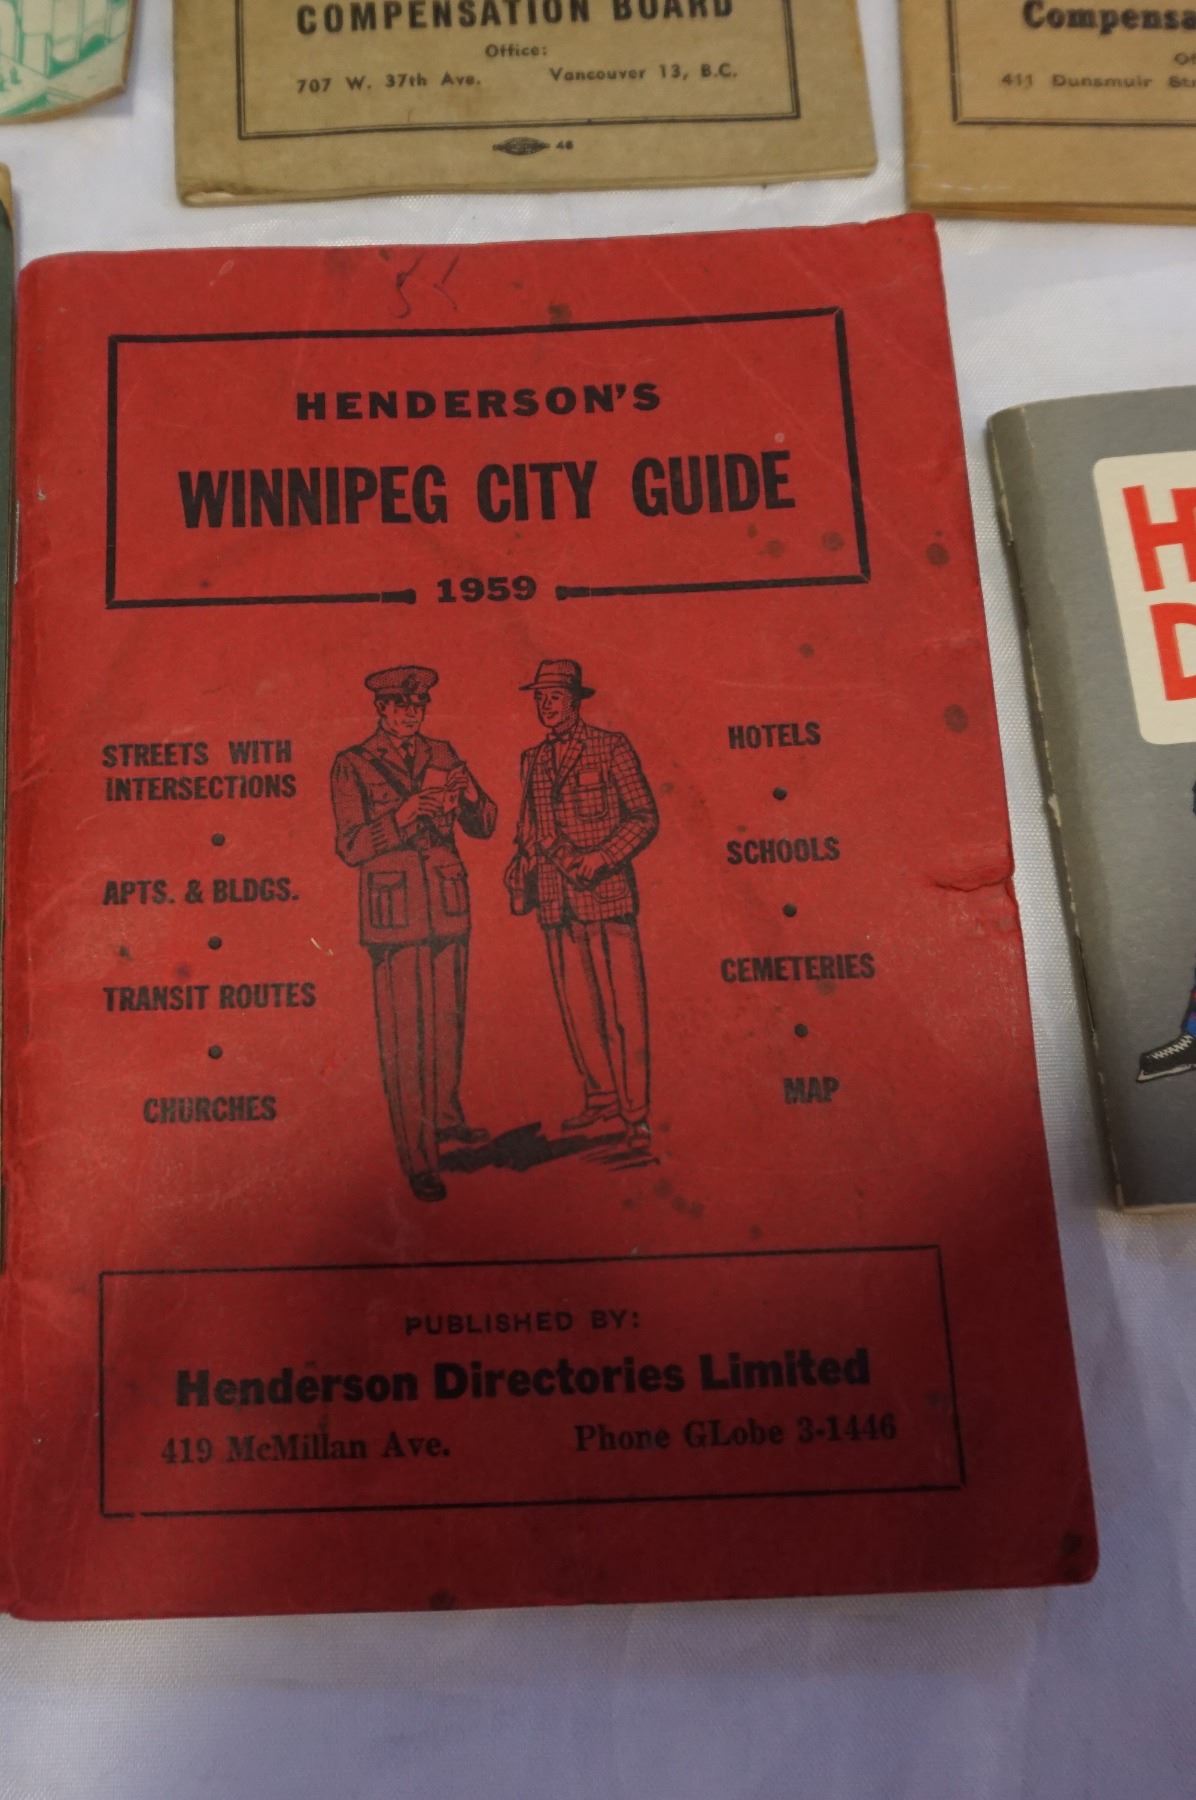 COMPENSATION BOARD
Office:
707 W. 37th Ave. Vancouver 13, B.C.
46
Compensa
411 Dunsmuir
HENDERSON'S
WINNIPEG CITY GUIDE
1959
STREETS WITH
INTERSECTIONS
APTS. & BLDGS.
TRANSIT ROUTES
CHURCHES
HOTELS
SCHOOLS
CEMETERIES
MAP
PUBLISHED BY:
Henderson Directories Limited
419 McMillan Ave. Phone GLobe 3-1446
H
D